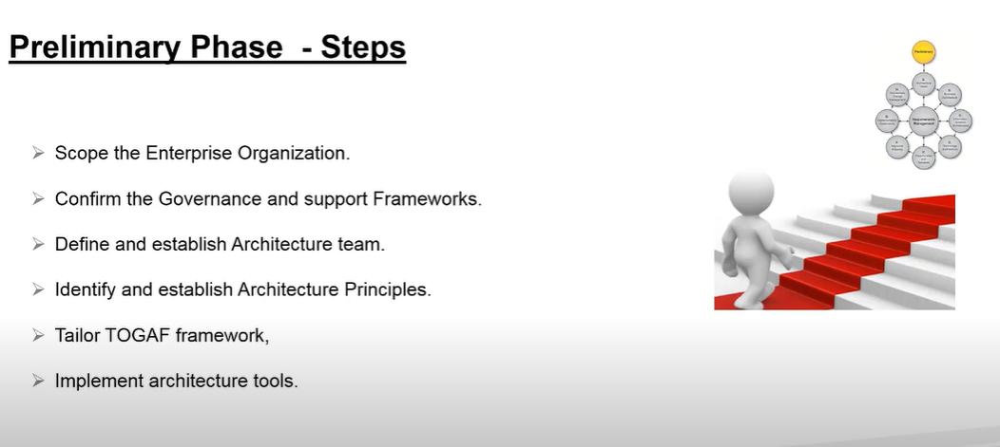 Preliminary Phase - Steps
Preliminary
Requirements
Management
Scope the Enterprise Organization.
Confirm the Governance and support Frameworks.
Define and establish Architecture team.
Identify and establish Architecture Principles.
Tailor TOGAF framework,
Implement architecture tools.